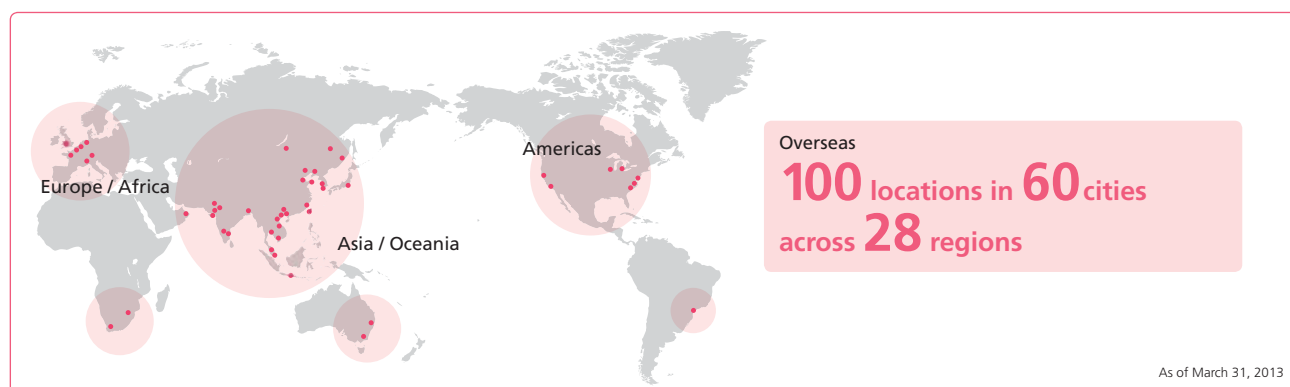 Europe / Africa
Asia / Oceania
Americas
Overseas
100 locations in 60 cities
across 28 regions
As of March 31, 2013